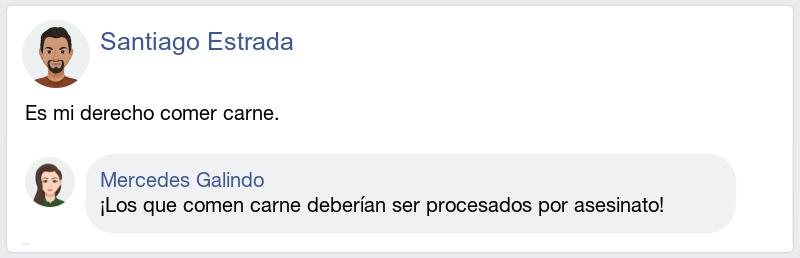 Santiago Estrada
Es mi derecho comer carne.
Mercedes Galindo
¡Los que comen carne deberían ser procesados por asesinato!